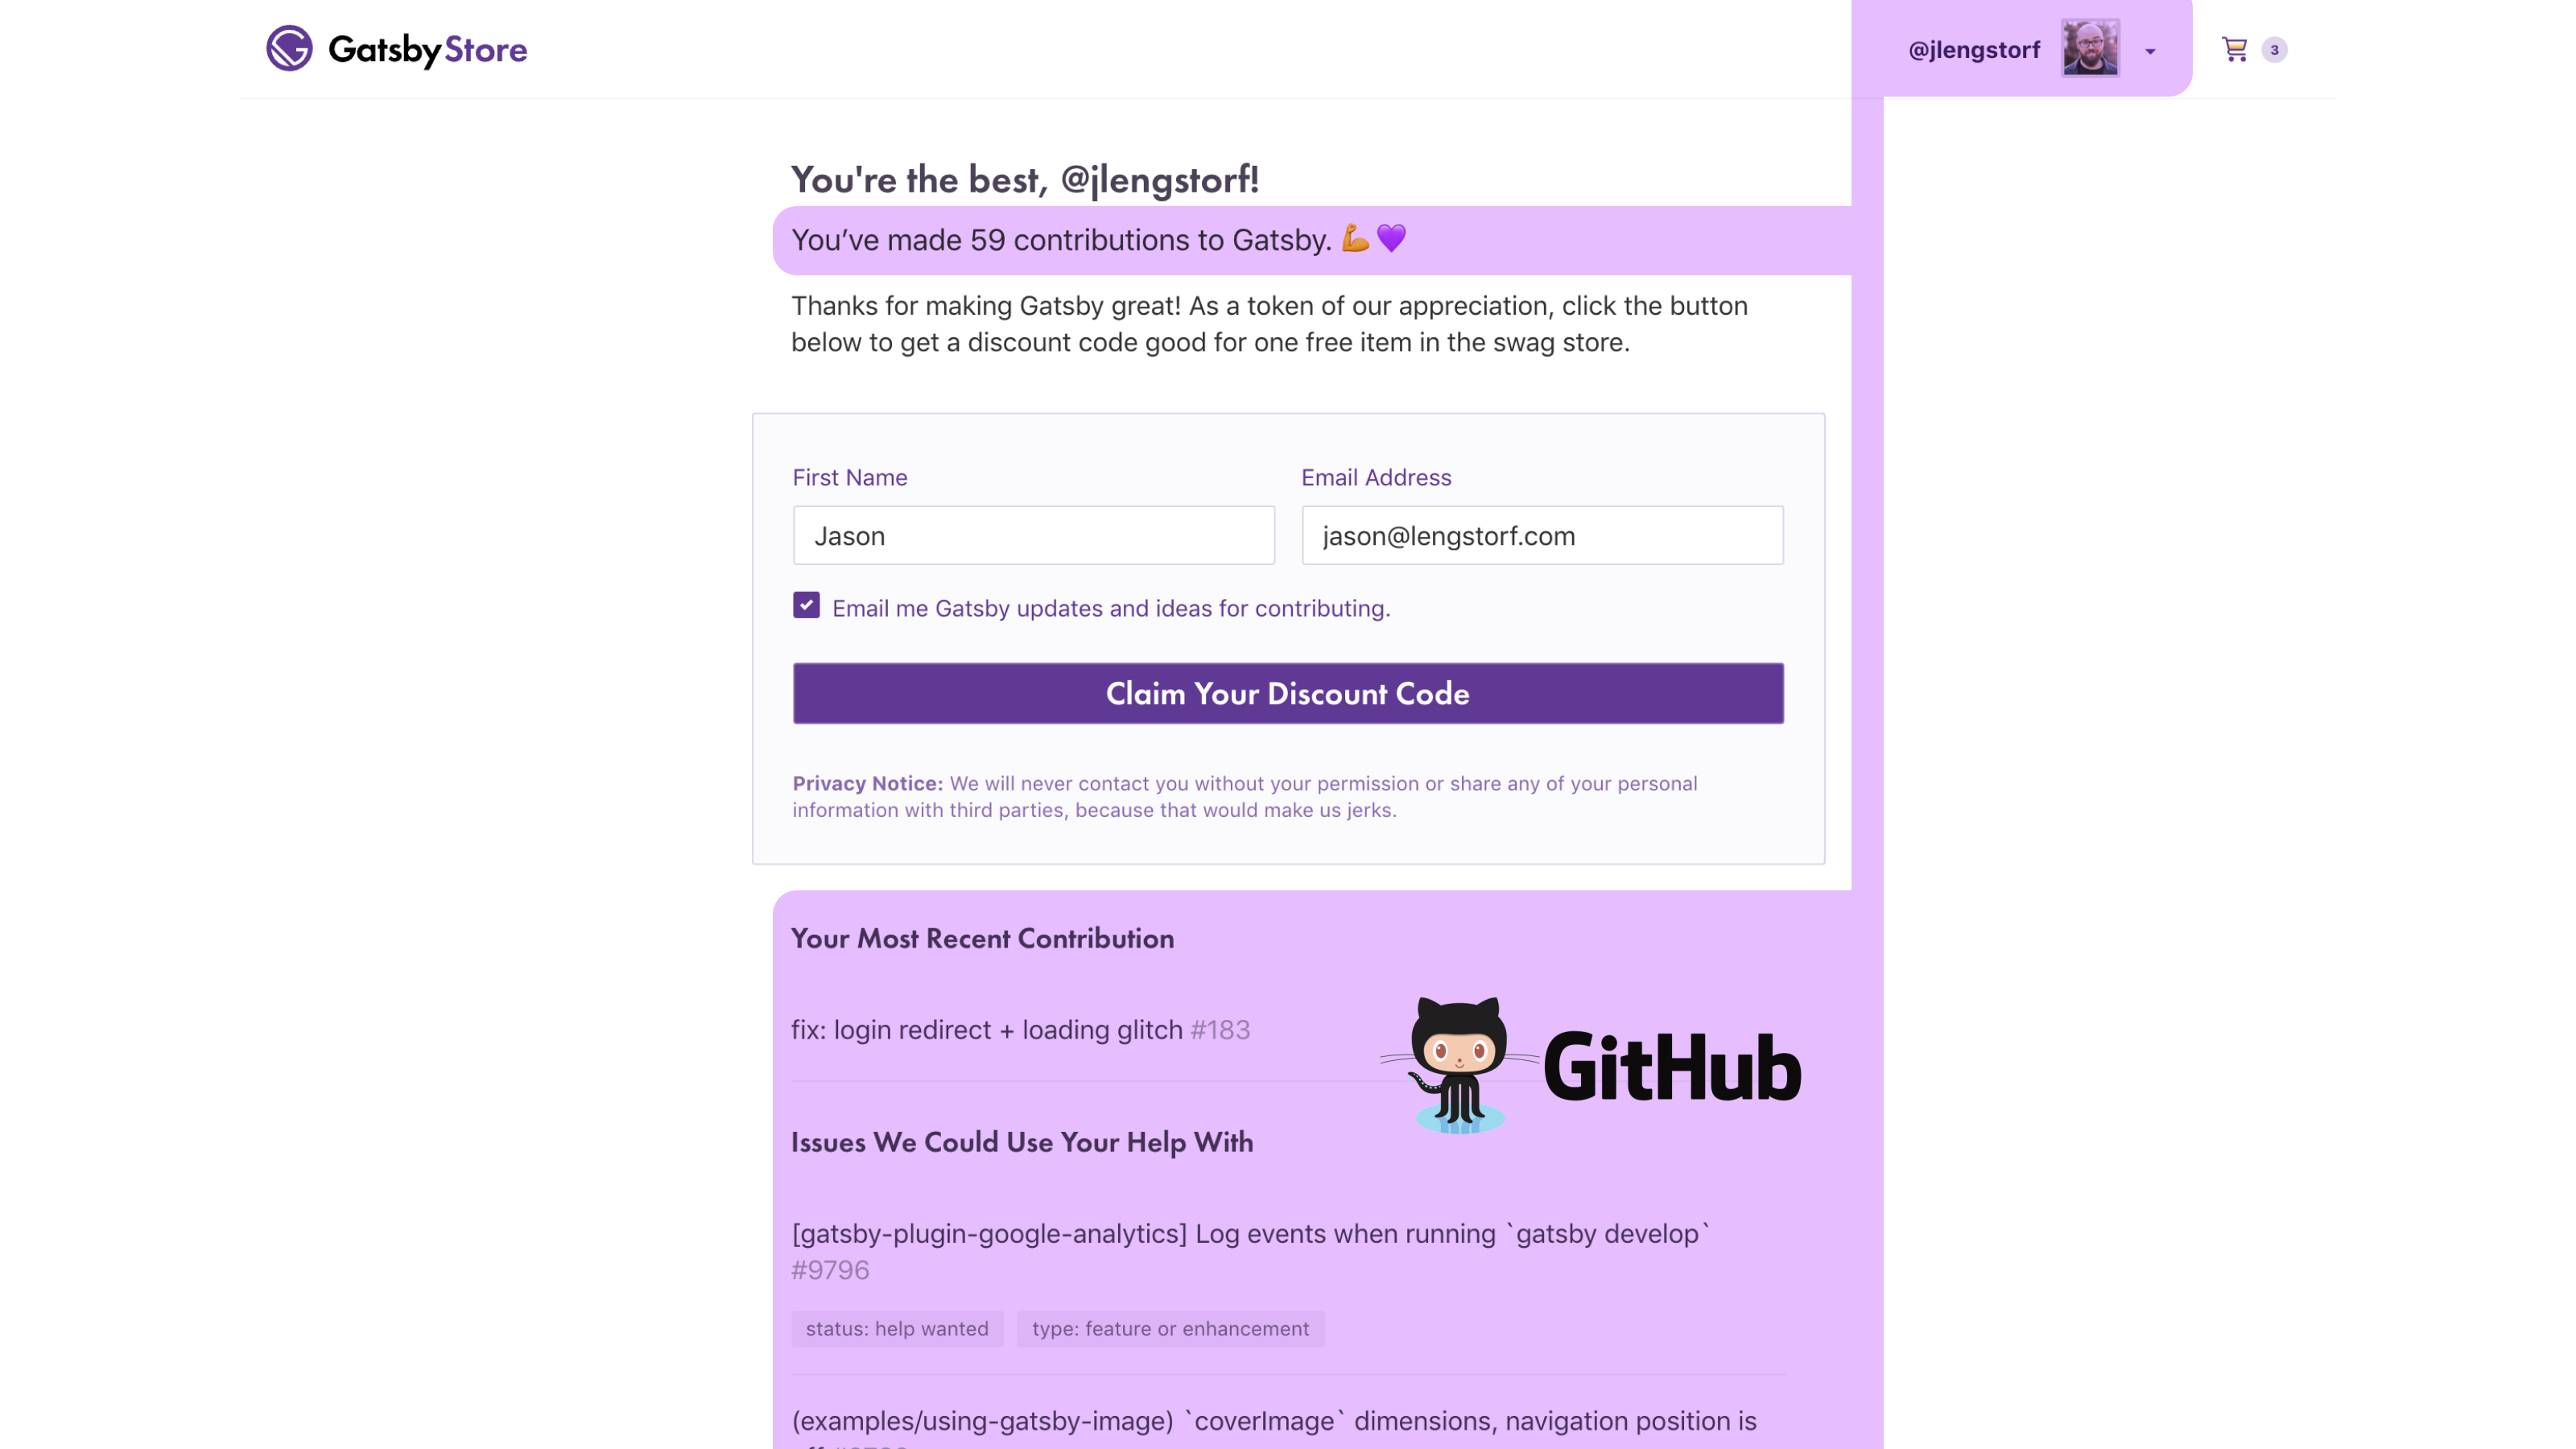 GatsbyStore
@jlengstorf
3
You're the best, @jlengstorf!
You’ve made 59 contributions to Gatsby. 💪💜
Thanks for making Gatsby great! As a token of our appreciation, click the button
below to get a discount code good for one free item in the swag store.
First Name
Email Address
Jason
jason@lengstorf.com
Email me Gatsby updates and ideas for contributing.
Claim Your Discount Code
Privacy Notice: We will never contact you without your permission or share any of your personal
information with third parties, because that would make us jerks.
Your Most Recent Contribution
fix: login redirect + loading glitch #183
GitHub
Issues We Could Use Your Help With
[gatsby-plugin-google-analytics] Log events when running `gatsby develop`
#9796
status: help wanted
type: feature or enhancement
(examples/using-gatsby-image) `coverImage` dimensions, navigation position is